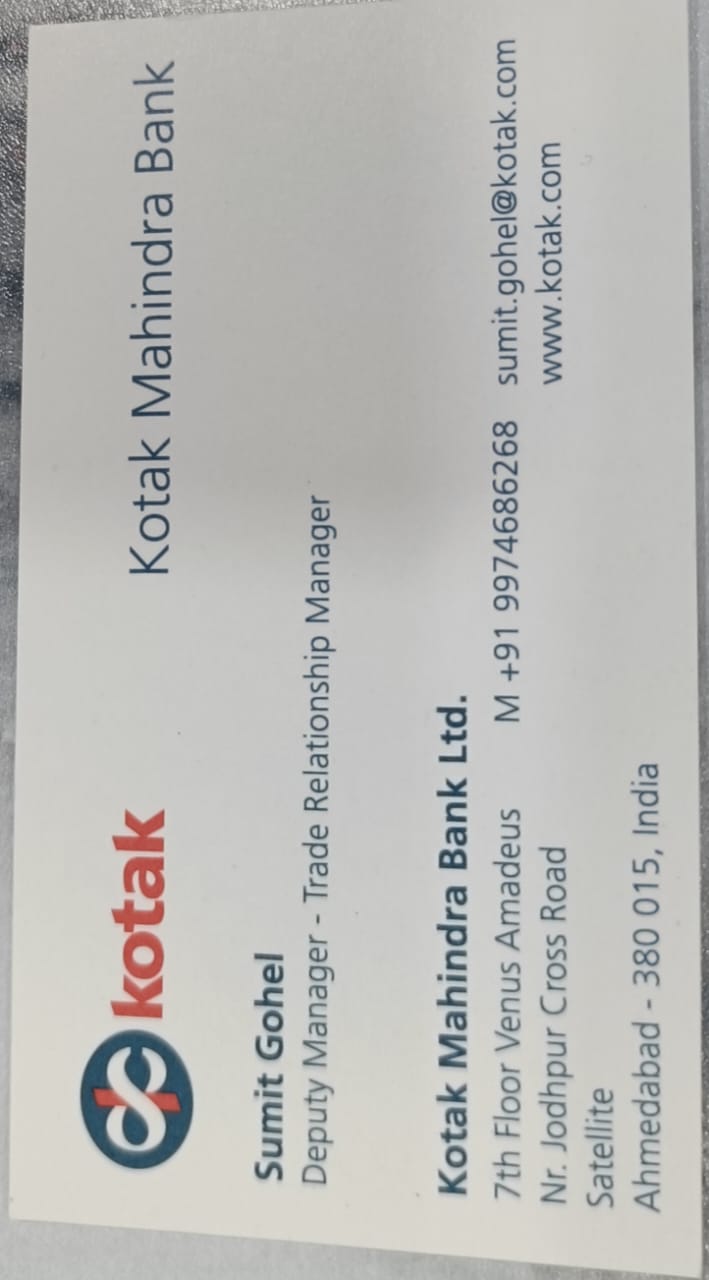 kotak
Kotak Mahindra Bank
Sumit Gohel
Deputy Manager - Trade Relationship Manager
Kotak Mahindra Bank Ltd.
7th Floor Venus Amadeus
Nr. Jodhpur Cross Road
Satellite
Ahmedabad - 380 015, India
M +91 9974686268
sumit.gohel@kotak.com
www.kotak.com